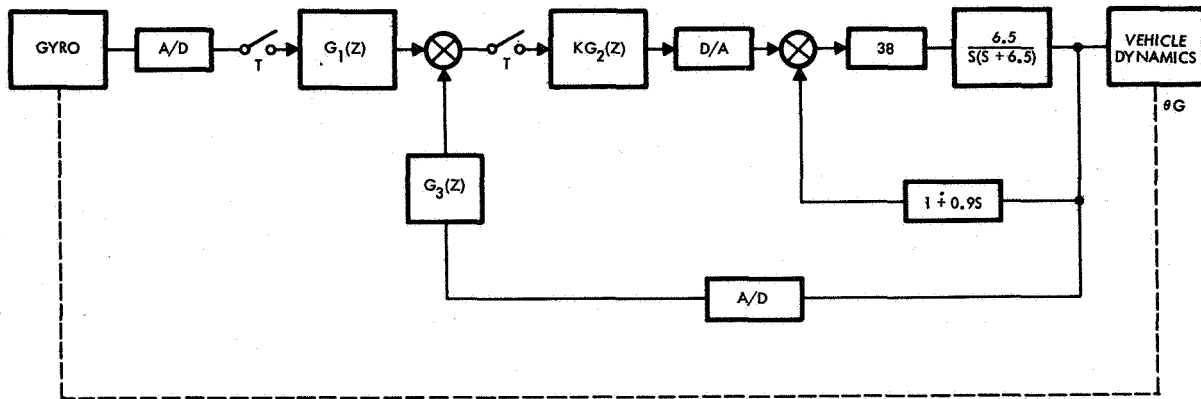 GYRO
A/D
T
G1(Z)
T
KG2(Z)
D/A
38
6.5
S(S + 6.5)
VEHICLE
DYNAMICS
θG
G3(Z)
1 + 0.9S
A/D